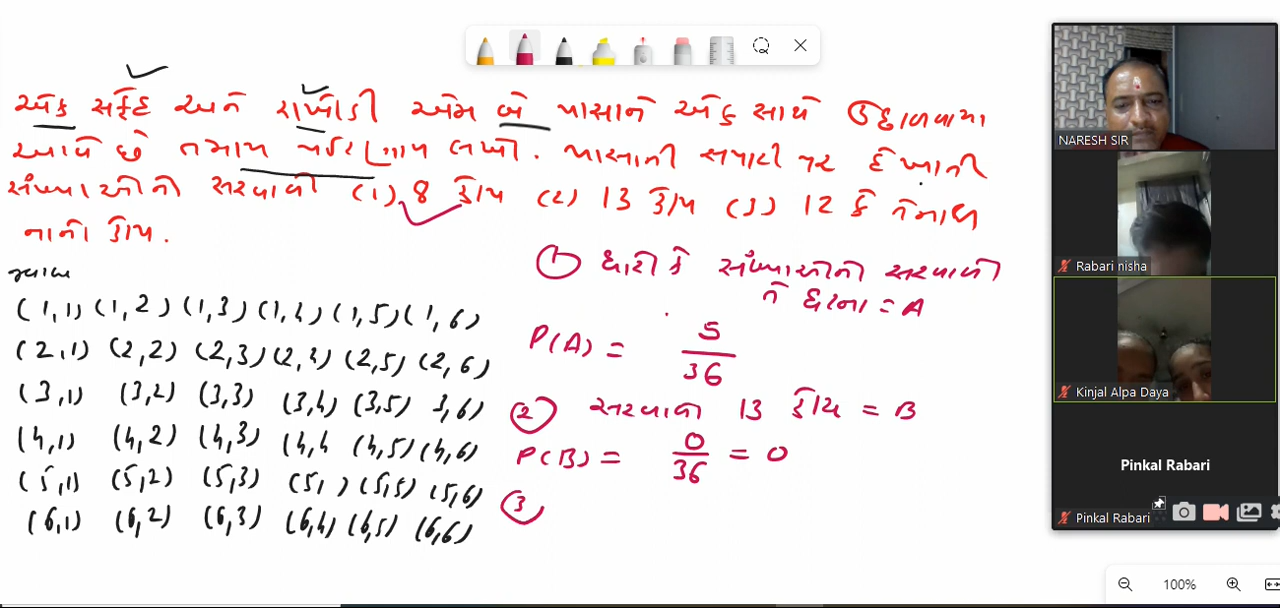 એક સફેદ અને રાખોડી એમ બે પાસાને એક સાથે ઉછાળવામાં
આવે છે તમામ પરિણામ લખો. પાસાની સપાટી પર દેખાતી
સંખ્યાઓનો સરવાળો (1) 8 હોય (2) 13 હોય (3) 12 કે તેનાથી
નાનો હોય.
જવાબ
(1,1) (1,2) (1,3) (1,4) (1,5) (1,6)
(2,1) (2,2) (2,3) (2,4) (2,5) (2,6)
(3,1) (3,2) (3,3) (3,4) (3,5) 3,6)
(4,1) (4,2) (4,3) (4,4 (4,5) (4,6)
(5,1) (5,2) (5,3) (5, ) (5,5) (5,6)
(6,1) (6,2) (6,3) (6,4) (6,5) (6,6)
① ધારો કે સંખ્યાઓનો સરવાળો
તે ઘટના = A
P(A) = 5/36
② સરવાળો 13 હોય = B
P(B) = 0/36 = 0
③
NARESH SIR
Rabari nisha
Kinjal Alpa Daya
Pinkal Rabari
Pinkal Rabari
100%